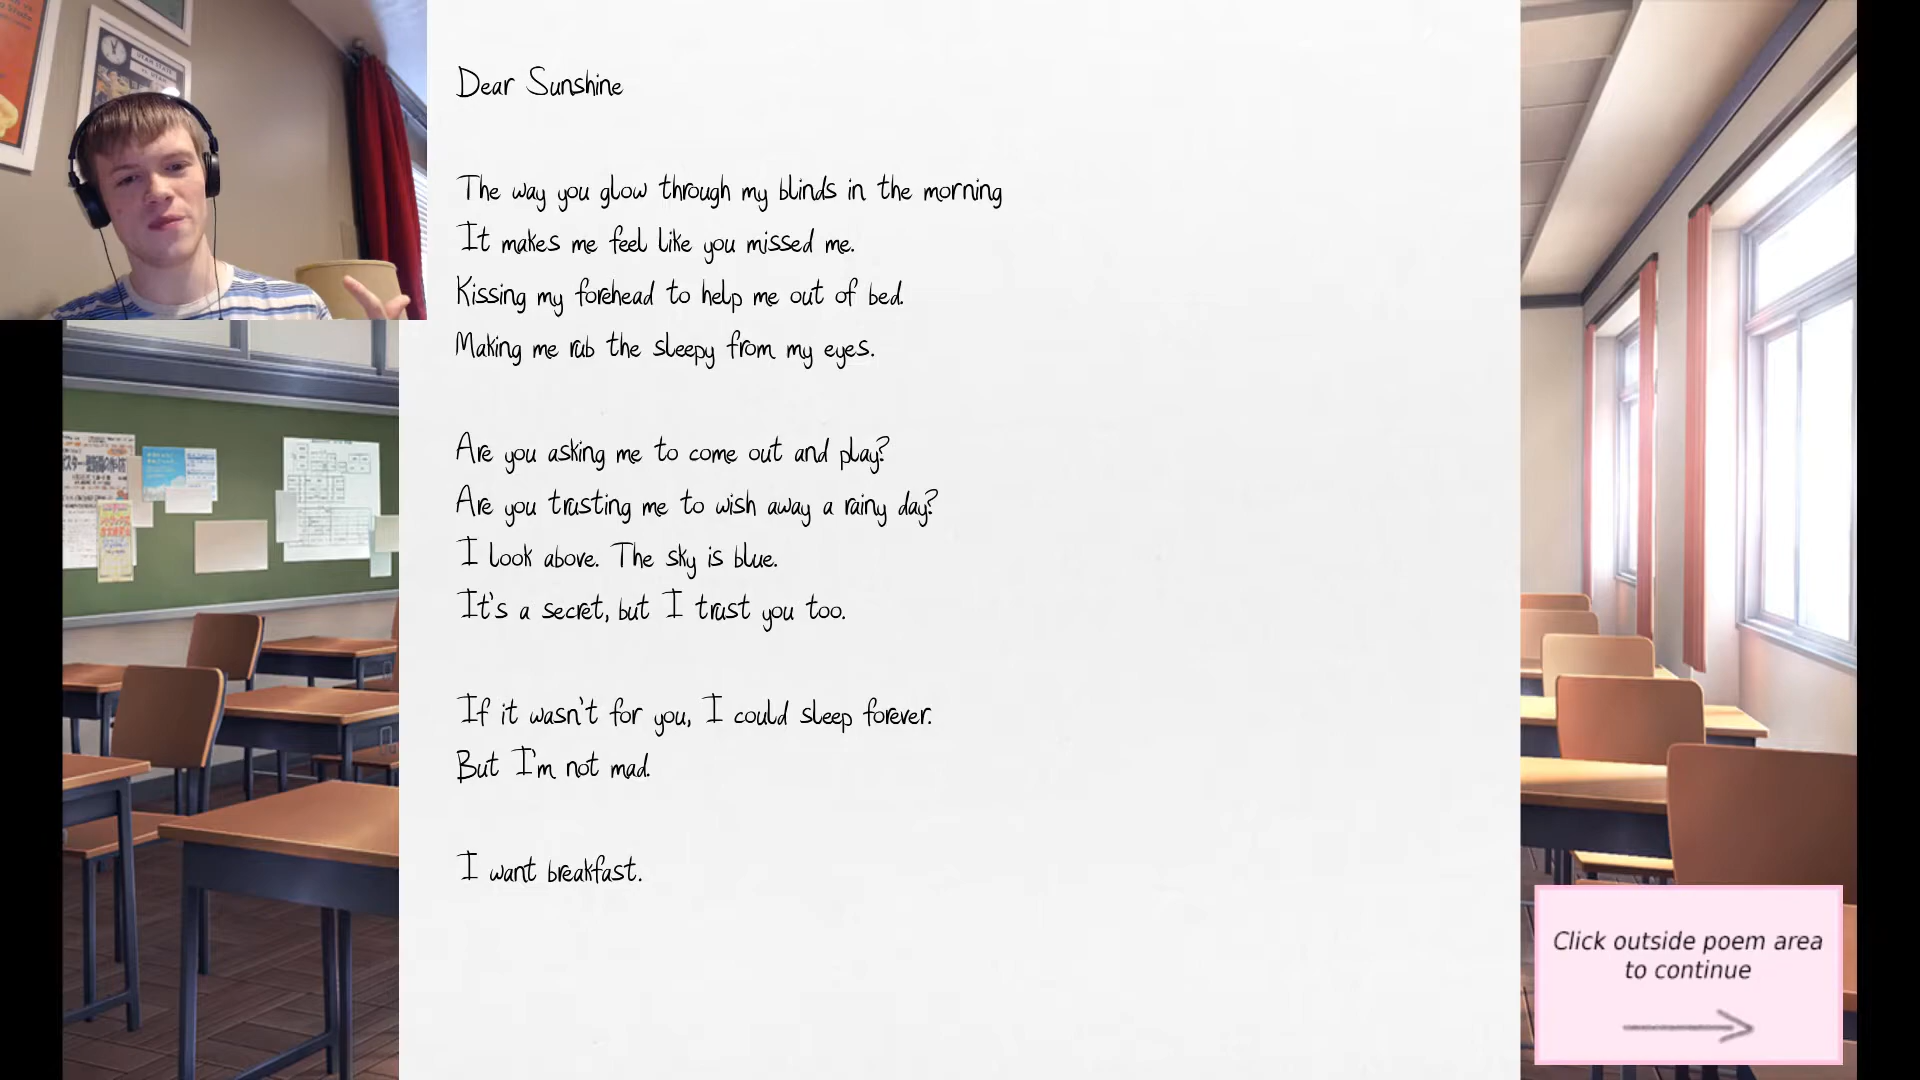 Dear Sunshine
The way you glow through my blinds in the morning
It makes me feel like you missed me.
Kissing my forehead to help me out of bed.
Making me rub the sleepy from my eyes.
Are you asking me to come out and play?
Are you trusting me to wish away a rainy day?
I look above. The sky is blue.
It's a secret, but I trust you too.
If it wasn't for you, I could sleep forever.
But I'm not mad.
I want breakfast.
Click outside poem area
to continue